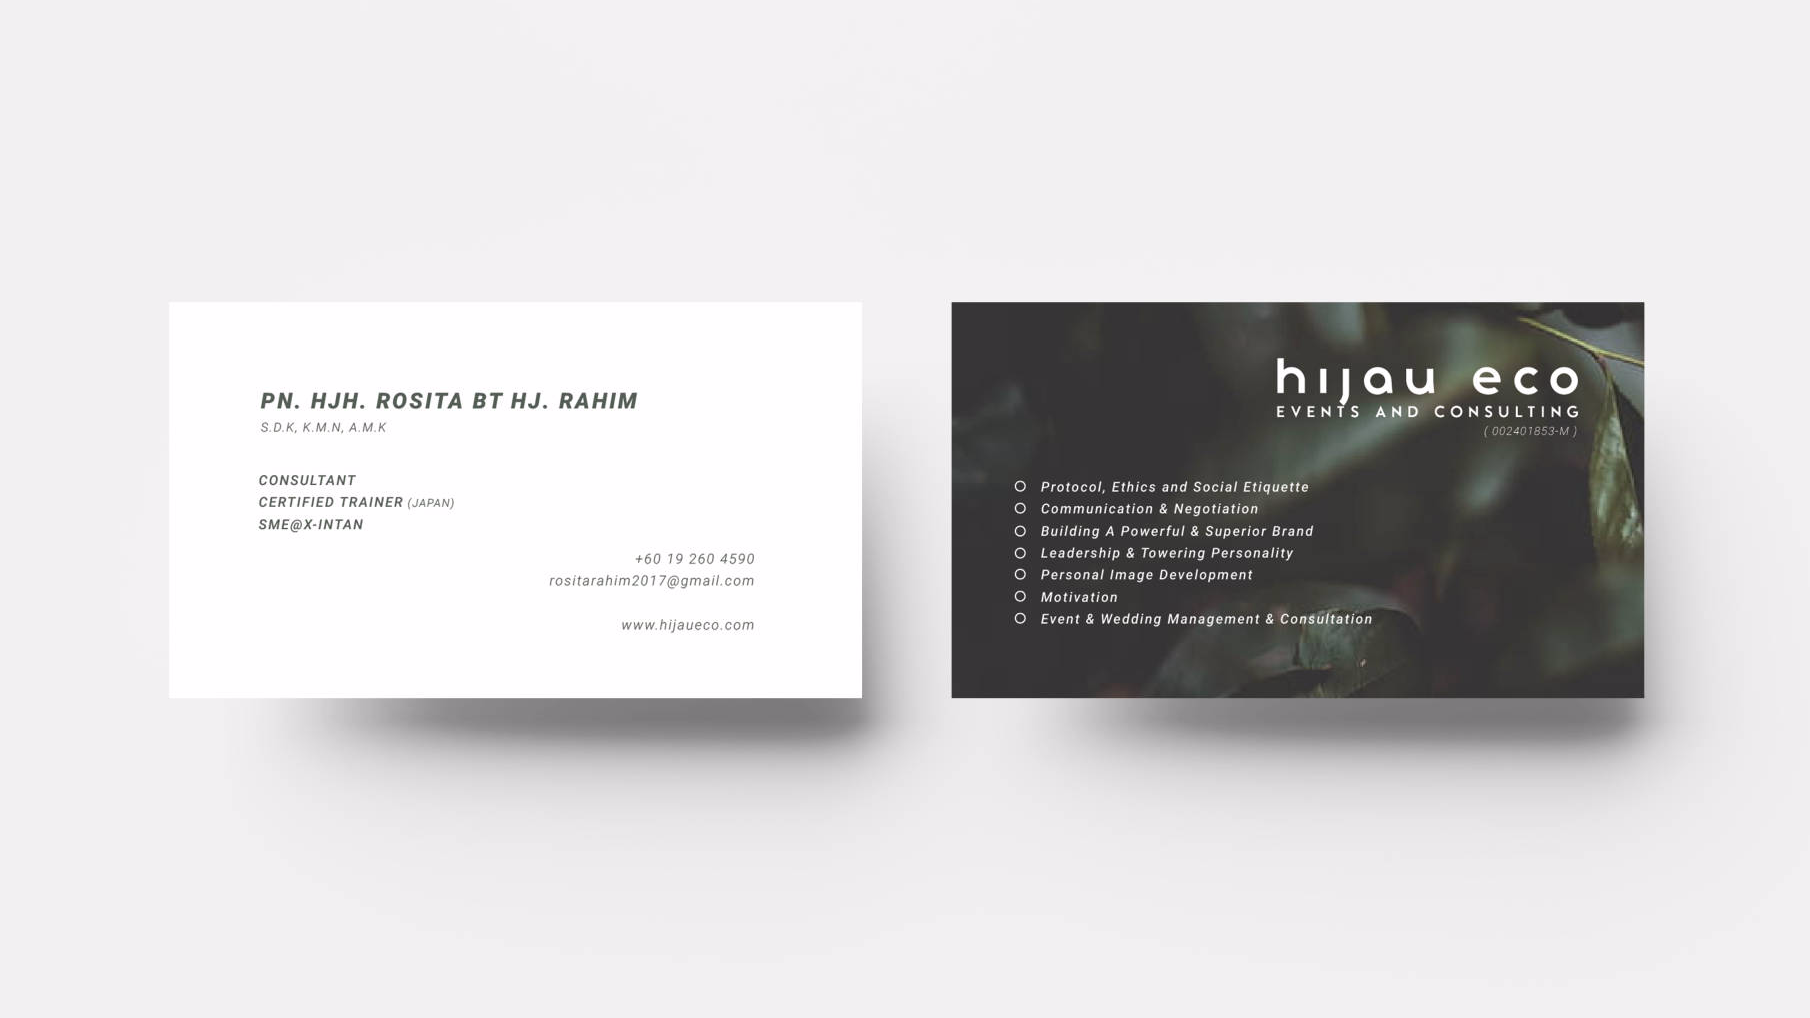 PN. HJH. ROSITA BT HJ. RAHIM
S.D.K, K.M.N, A.M.K
CONSULTANT
CERTIFIED TRAINER (JAPAN)
SME@X-INTAN
+60 19 260 4590
rositarahim2017@gmail.com
www.hijaueco.com
hijau eco
EVENTS AND CONSULTING
( 002401853-M )
Protocol, Ethics and Social Etiquette
Communication & Negotiation
Building A Powerful & Superior Brand
Leadership & Towering Personality
Personal Image Development
Motivation
Event & Wedding Management & Consultation